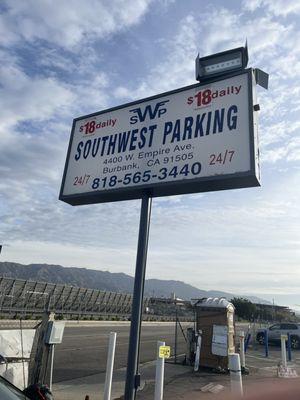 $18daily
SWP
$18daily
SOUTHWEST PARKING
4400 W. Empire Ave.
Burbank, CA 91505
24/7
24/7
818-565-3440